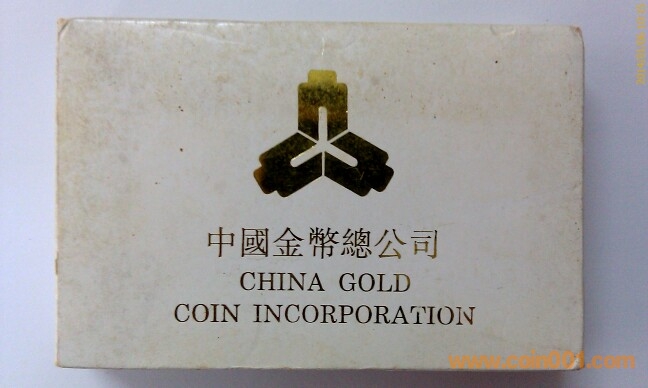 中國金幣總公司
CHINA GOLD
COIN INCORPORATION
www.coin001.com